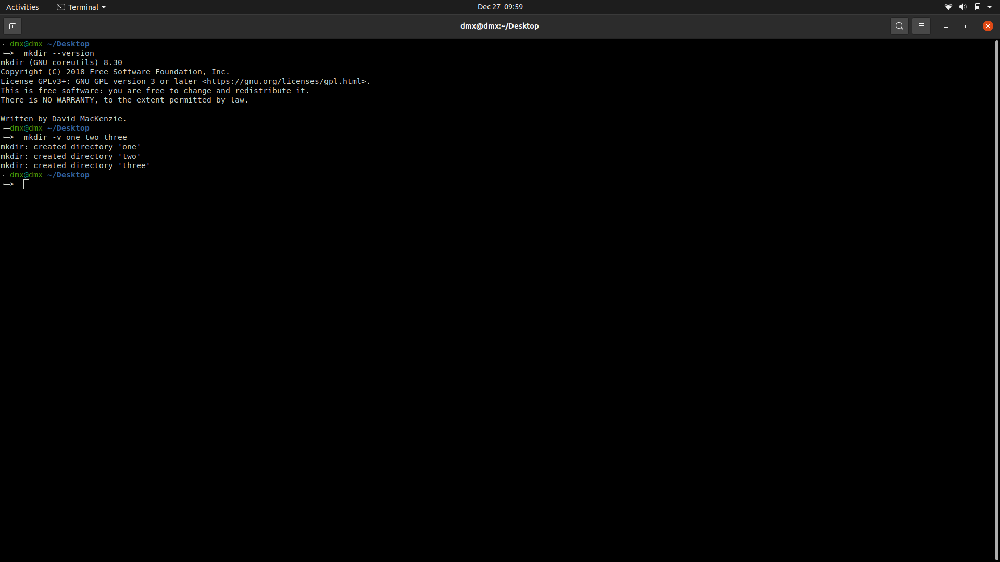 Activities Terminal Dec 27 09:59
dmx@dmx:~/Desktop
dmx@dmx ~/Desktop
mkdir --version
mkdir (GNU coreutils) 8.30
Copyright (C) 2018 Free Software Foundation, Inc.
License GPLv3+: GNU GPL version 3 or later <https://gnu.org/licenses/gpl.html>.
This is free software: you are free to change and redistribute it.
There is NO WARRANTY, to the extent permitted by law.
Written by David MacKenzie.
dmx@dmx ~/Desktop
mkdir -v one two three
mkdir: created directory 'one'
mkdir: created directory 'two'
mkdir: created directory 'three'
dmx@dmx ~/Desktop